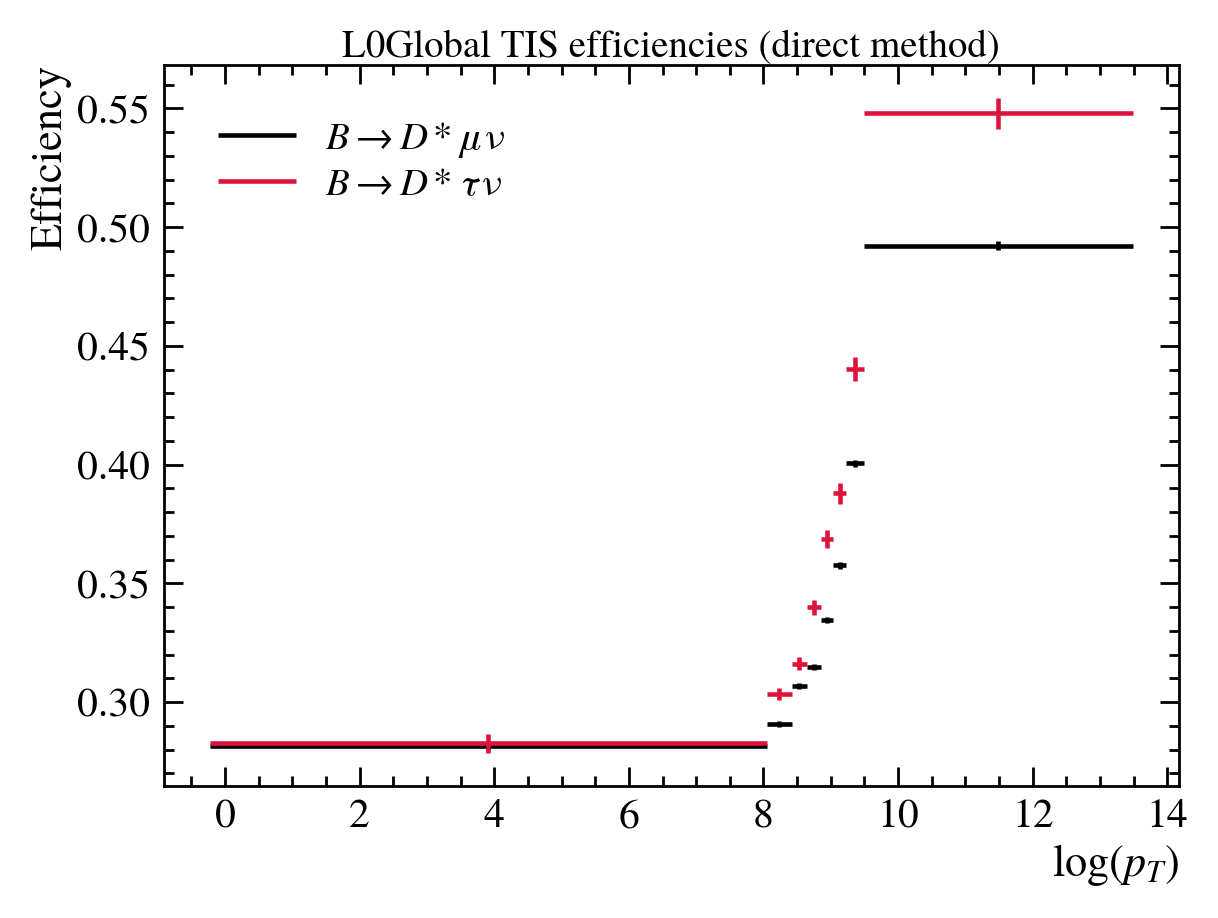 L0Global TIS efficiencies (direct method)
Efficiency
B → D * μν
B → D * τν
0.55
0.50
0.45
0.40
0.35
0.30
0 2 4 6 8 10 12 14
log(p_T)